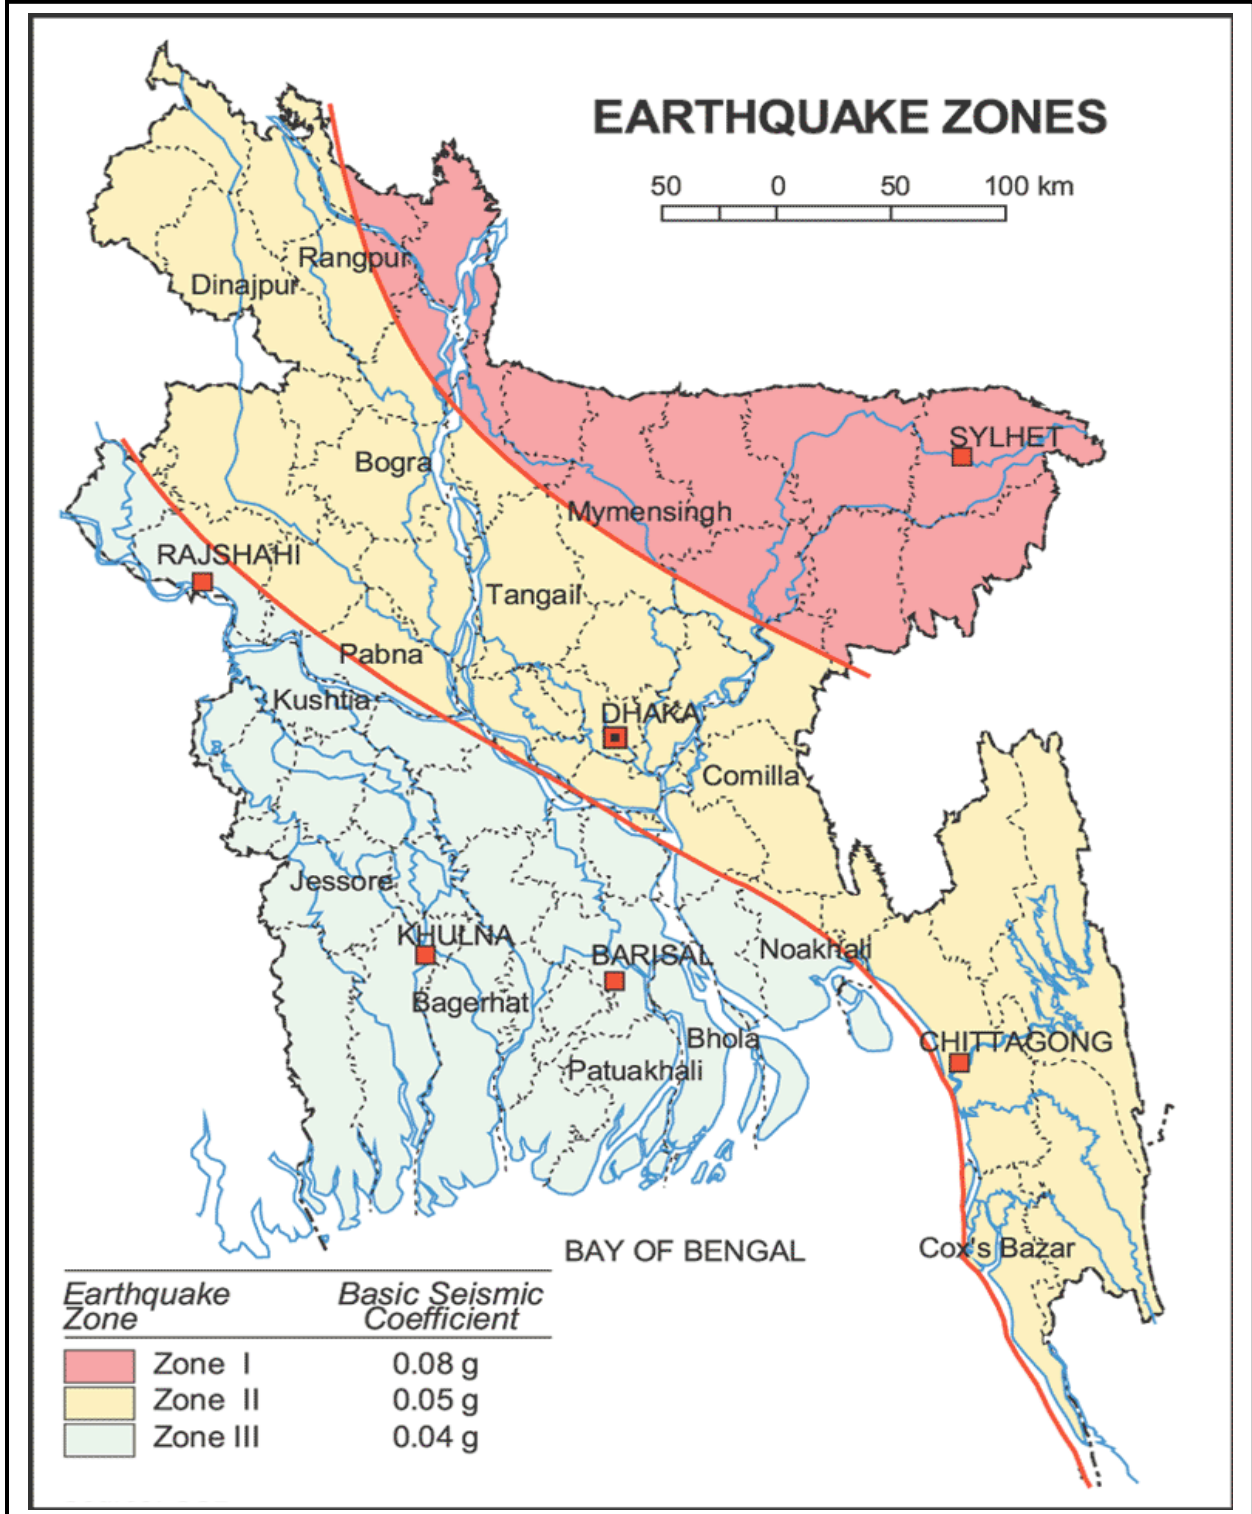 EARTHQUAKE ZONES
50 0 50 100 km
Rangpur
Dinajpur
SYLHET
Bogra
Mymensingh
RAJSHAHI
Tangail
Pabna
Kushtia
DHAKA
Comilla
Jessore
KHULNA
Noakhali
BARISAL
Bagerhat
Bhola
CHITTAGONG
Patuakhali
Cox's Bazar
BAY OF BENGAL
Earthquake Zone Basic Seismic Coefficient
Zone I 0.08 g
Zone II 0.05 g
Zone III 0.04 g